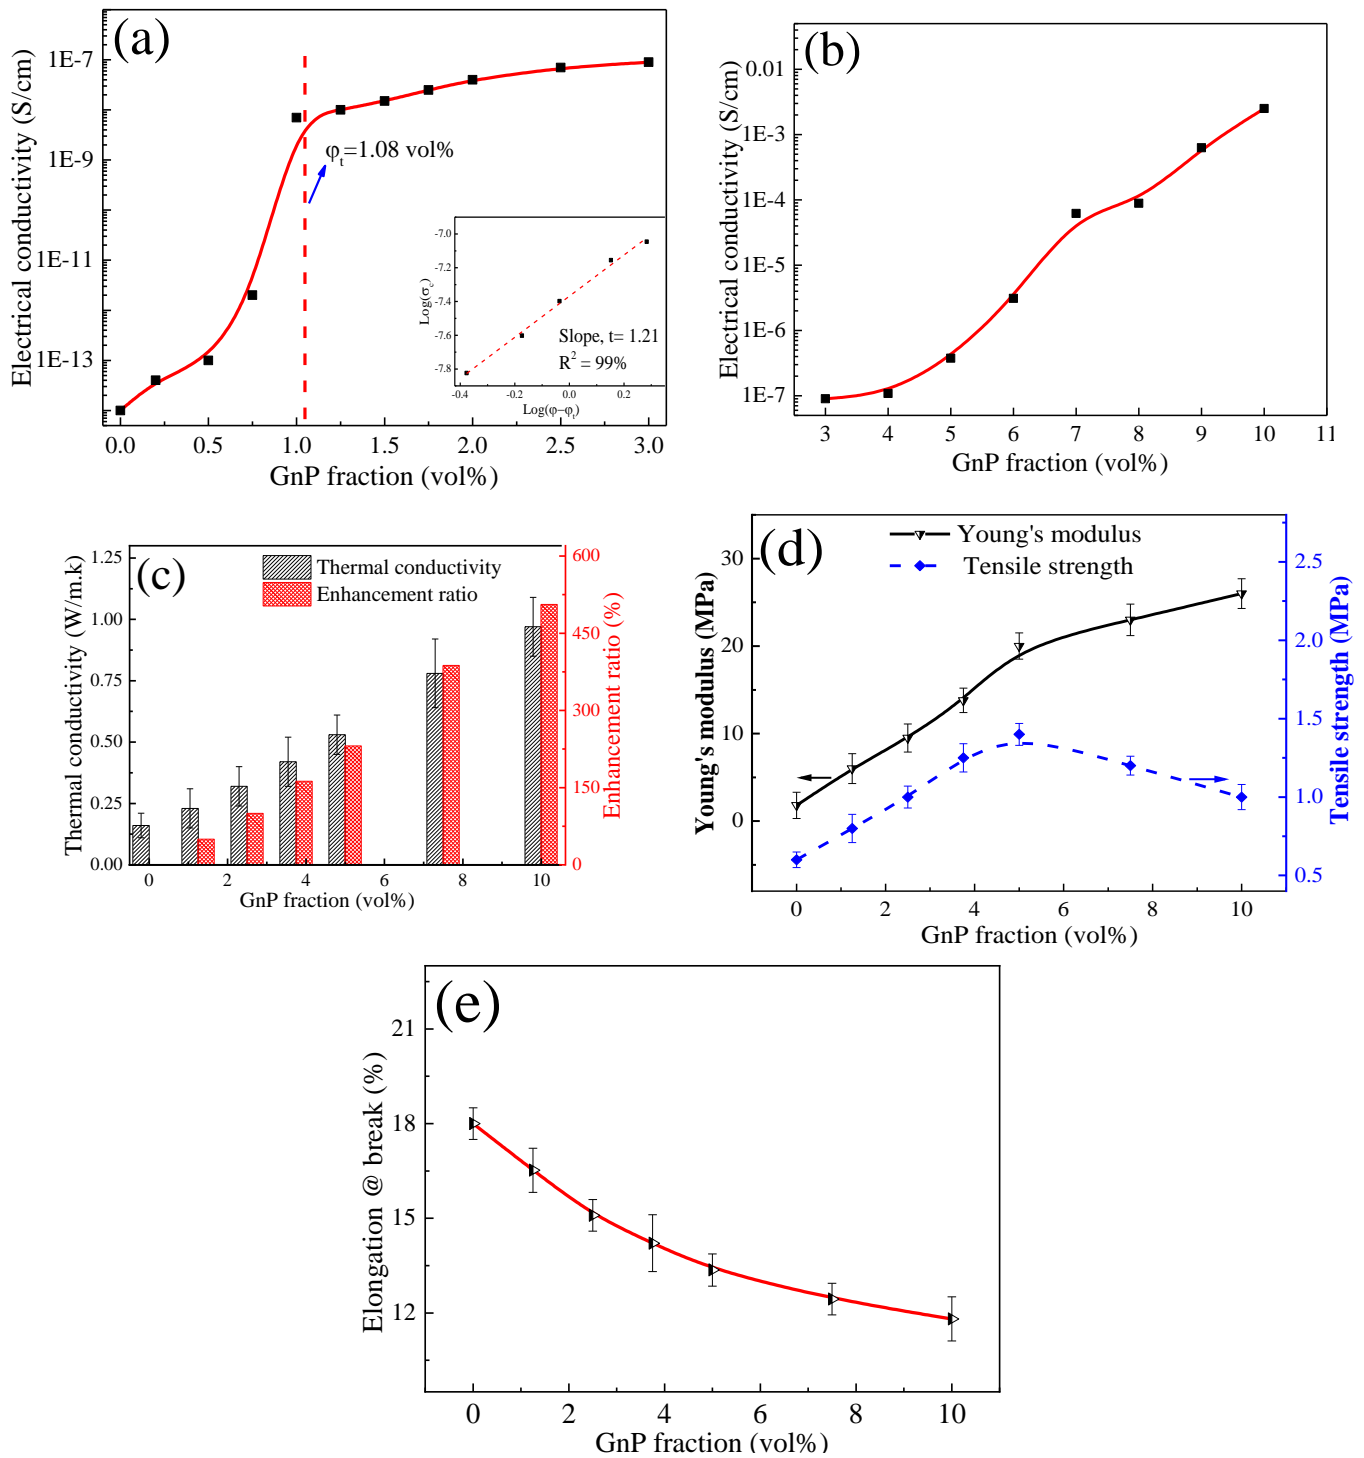 (a)
Electrical conductivity (S/cm)
1E-7
1E-9
1E-11
1E-13
φt=1.08 vol%
-7.0
-7.2
-7.4
-7.6
-7.8
Log(σc)
Slope, t= 1.21
R2 = 99%
-0.4 -0.2 0.0 0.2
Log(φ−φt)
0.0 0.5 1.0 1.5 2.0 2.5 3.0
GnP fraction (vol%)
(b)
Electrical conductivity (S/cm)
0.01
1E-3
1E-4
1E-5
1E-6
1E-7
3 4 5 6 7 8 9 10 11
GnP fraction (vol%)
(c)
Thermal conductivity (W/m.k)
1.25
1.00
0.75
0.50
0.25
0.00
Thermal conductivity
Enhancement ratio
600
450
300
150
0
Enhancement ratio (%)
0 2 4 6 8 10
GnP fraction (vol%)
(d)
Young's modulus (MPa)
30
20
10
0
Young's modulus
Tensile strength
2.5
2.0
1.5
1.0
0.5
Tensile strength (MPa)
0 2 4 6 8 10
GnP fraction (vol%)
(e)
Elongation @ break (%)
21
18
15
12
0 2 4 6 8 10
GnP fraction (vol%)